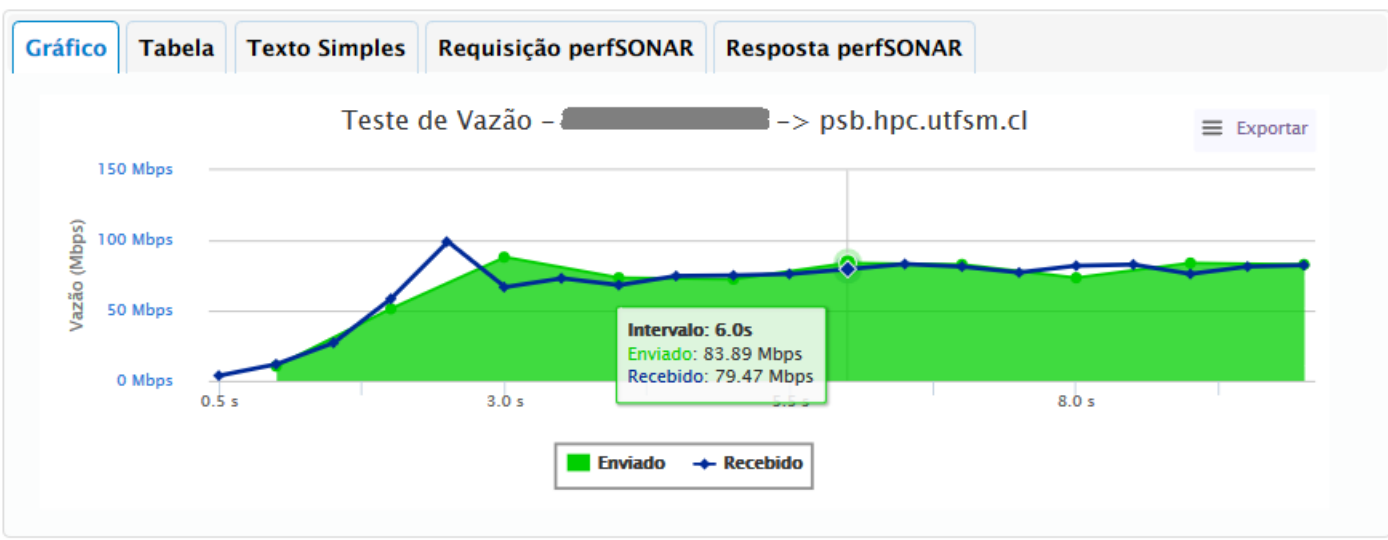 Gráfico Tabela Texto Simples Requisição perfSONAR Resposta perfSONAR
Teste de Vazão – -> psb.hpc.utfsm.cl
Exportar
Vazão (Mbps)
150 Mbps
100 Mbps
50 Mbps
0 Mbps
Intervalo: 6.0s
Enviado: 83.89 Mbps
Recebido: 79.47 Mbps
0.5 s 3.0 s 5.5 s 8.0 s
Enviado Recebido